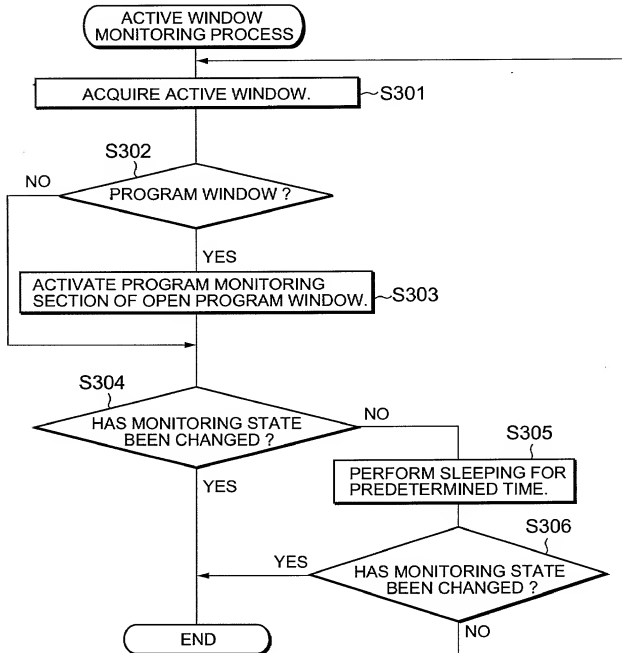 ACTIVE WINDOW
MONITORING PROCESS
ACQUIRE ACTIVE WINDOW.
S301
S302
NO
PROGRAM WINDOW ?
YES
ACTIVATE PROGRAM MONITORING
SECTION OF OPEN PROGRAM WINDOW.
S303
S304
HAS MONITORING STATE
BEEN CHANGED ?
NO
YES
S305
PERFORM SLEEPING FOR
PREDETERMINED TIME.
S306
YES
HAS MONITORING STATE
BEEN CHANGED ?
NO
END